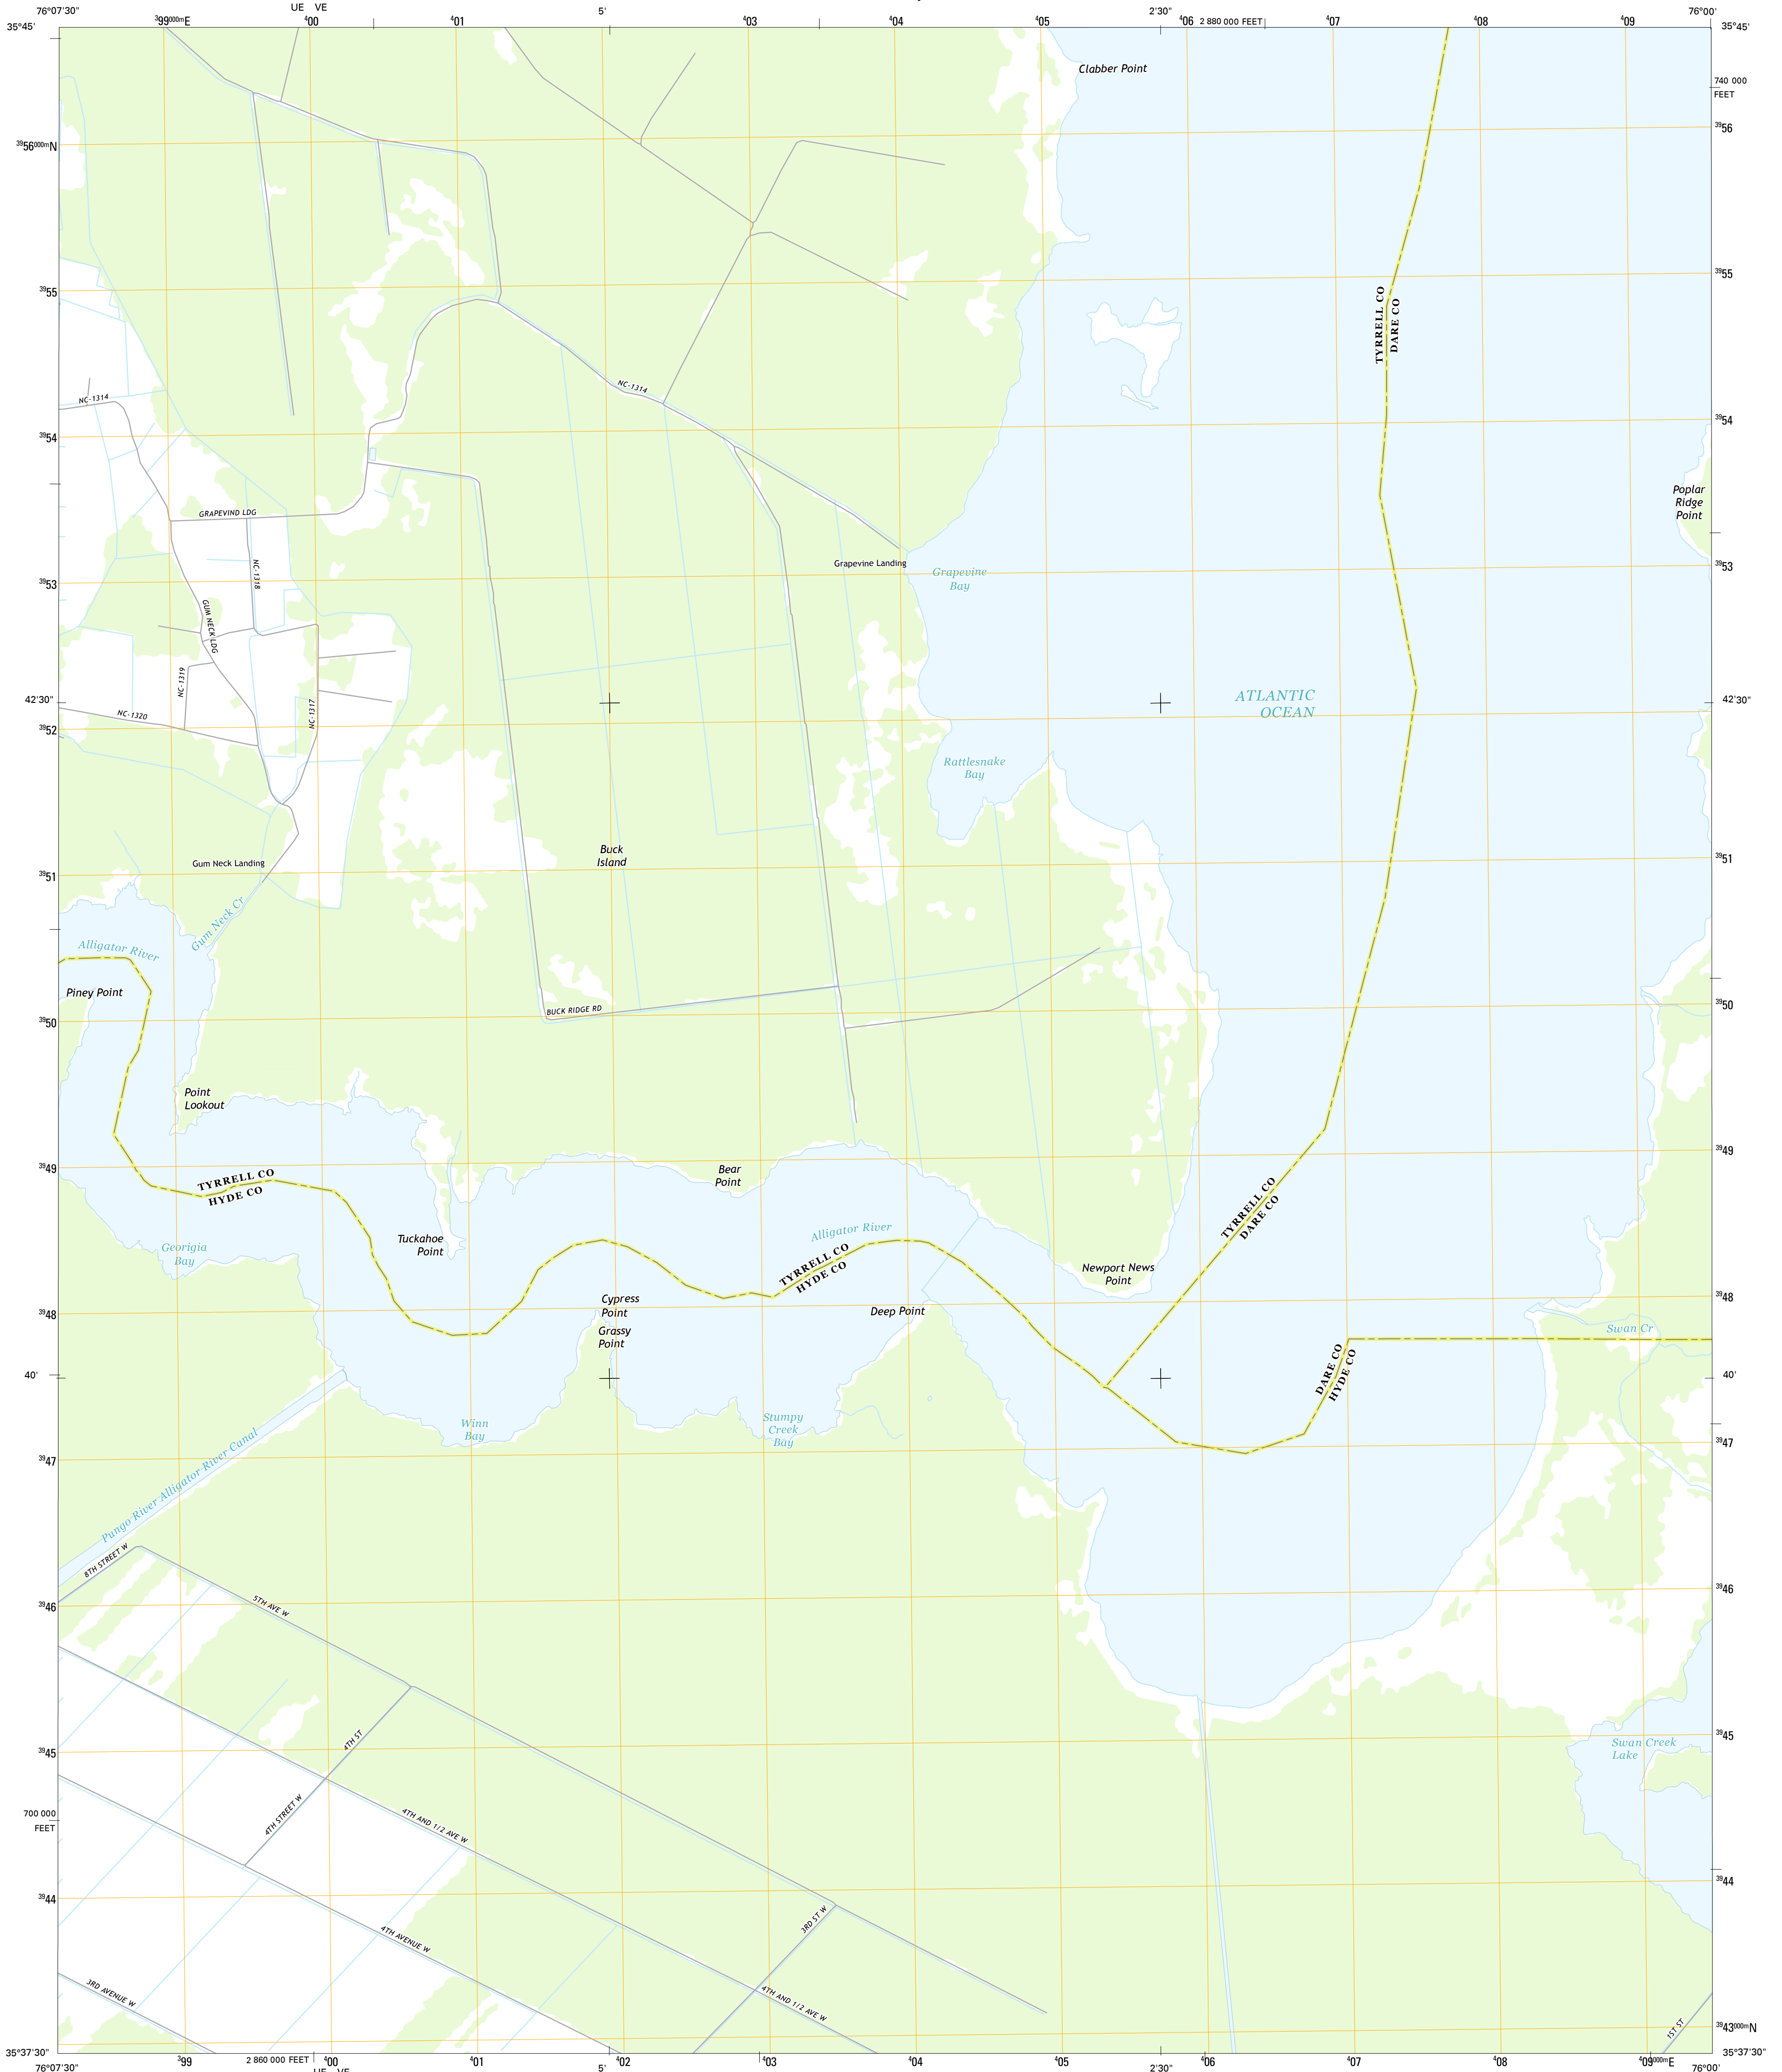 76°07'30"
UE VE
³99⁰⁰⁰ᵐE
⁴00
⁴01
5'
⁴03
⁴04
⁴05
2'30"
⁴06
2 880 000 FEET
⁴07
⁴08
⁴09
76°00'
35°45'
35°45'
Clabber Point
740 000
FEET
³⁹56⁰⁰⁰ᵐN
³⁹56
³⁹55
³⁹55
TYRRELL CO
DARE CO
NC-1314
NC-1314
³⁹54
³⁹54
Poplar
Ridge
Point
GRAPEVIND LDG
Grapevine Landing
Grapevine
Bay
³⁹53
³⁹53
NC-1318
GUM NECK LDG
NC-1319
NC-1317
42'30"
42'30"
NC-1320
ATLANTIC
OCEAN
³⁹52
³⁹52
Rattlesnake
Bay
Buck
Island
Gum Neck Landing
³⁹51
³⁹51
Gum Neck Cr
Alligator River
Piney Point
BUCK RIDGE RD
³⁹50
³⁹50
Point
Lookout
³⁹49
³⁹49
Bear
Point
TYRRELL CO
HYDE CO
TYRRELL CO
DARE CO
Alligator River
Tuckahoe
Point
Georigia
Bay
TYRRELL CO
HYDE CO
Newport News
Point
Cypress
Point
Deep Point
³⁹48
³⁹48
Grassy
Point
Swan Cr
DARE CO
HYDE CO
40'
40'
Winn
Bay
Stumpy
Creek
Bay
³⁹47
³⁹47
Pungo River Alligator River Canal
8TH STREET W
5TH AVE W
³⁹46
³⁹46
4TH ST
³⁹45
³⁹45
Swan Creek
Lake
4TH STREET W
4TH AND 1/2 AVE W
700 000
FEET
³⁹44
³⁹44
3RD ST W
4TH AVENUE W
3RD AVENUE W
4TH AND 1/2 AVE W
1ST ST
³⁹43⁰⁰⁰ᵐN
35°37'30"
35°37'30"
76°07'30"
³99
2 860 000 FEET
⁴00
⁴01
5'
⁴02
⁴03
⁴04
⁴05
2'30"
⁴06
⁴07
⁴08
⁴09⁰⁰⁰ᵐE
76°00'
UE VE